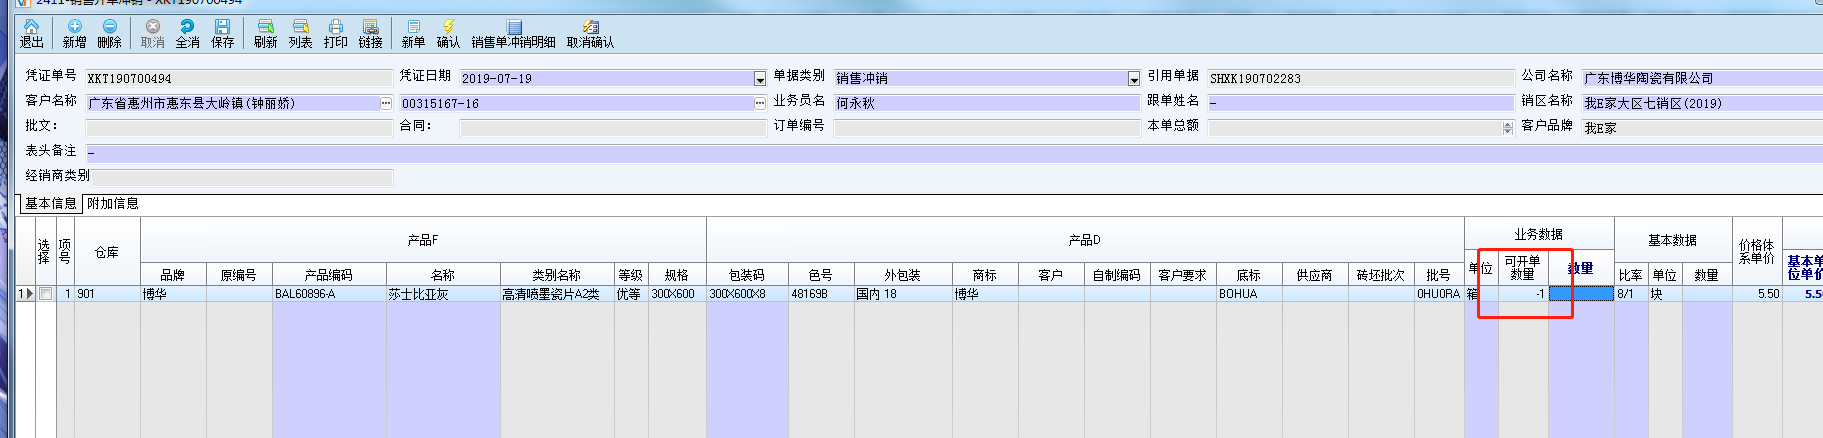 2411-销售开单冲销 - XKT190700494
退出 新增 删除 取消 全消 保存 刷新 列表 打印 链接 新单 确认 销售单冲销明细 取消确认
凭证单号 XKT190700494 凭证日期 2019-07-19 单据类别 销售冲销 引用单据 SHXK190702283 公司名称 广东博华陶瓷有限公司
客户名称 广东省惠州市惠东县大岭镇(钟丽娇) 00315167-16 业务员名 何永秋 跟单姓名 - 销区名称 我E家大区七销区(2019)
批文: 合同: 订单编号 本单总额 客户品牌 我E家
表头备注 -
经销商类别
基本信息 附加信息
选择 项号 仓库 产品F 产品D 业务数据 基本数据 价格体系单价
品牌 原编号 产品编码 名称 类别名称 等级 规格 包装码 色号 外包装 商标 客户 自制编码 客户要求 底标 供应商 砖坯批次 批号 单位 可开单数量 数量 比率 单位 数量 基本单位单价
1 1 901 博华 BAL60896-A 莎士比亚灰 高清喷墨瓷片A2类 优等 300X600 300X600X8 48169B 国内 18 博华 BOHUA 0HU0RA 箱 -1 8/1 块 5.50 5.5